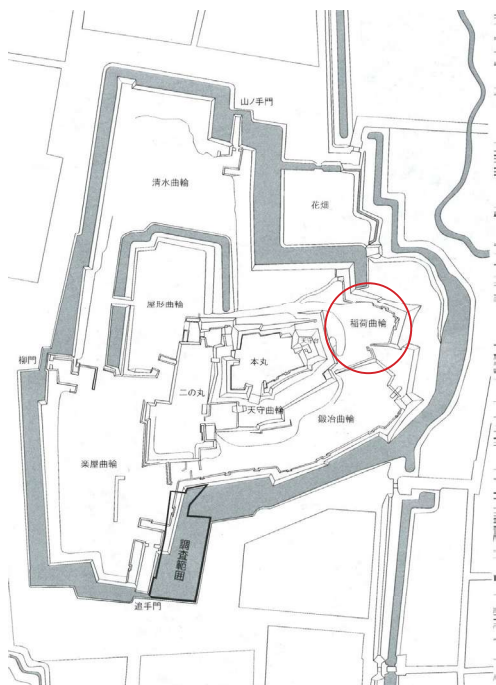 山ノ手門
清水曲輪
花畑
屋形曲輪
稲荷曲輪
柳門
本丸
二の丸
天守曲輪
鍛冶曲輪
楽屋曲輪
調査範囲
追手門